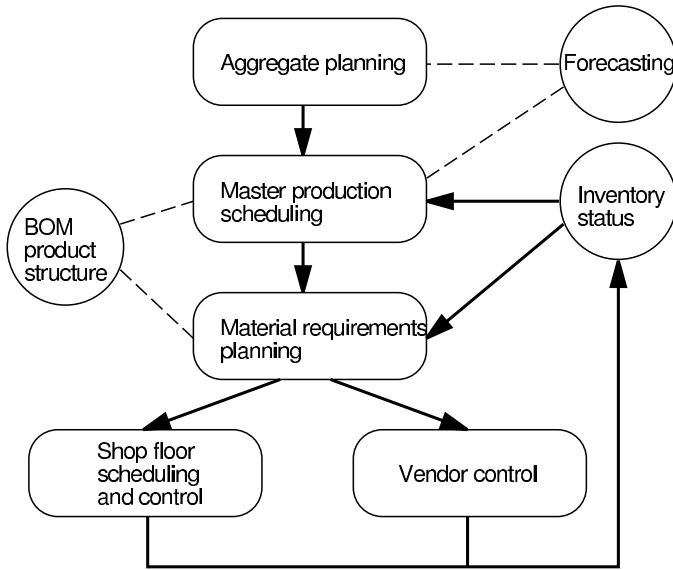 Aggregate planning
Forecasting
Master production
scheduling
Inventory
status
BOM
product
structure
Material requirements
planning
Shop floor
scheduling
and control
Vendor control